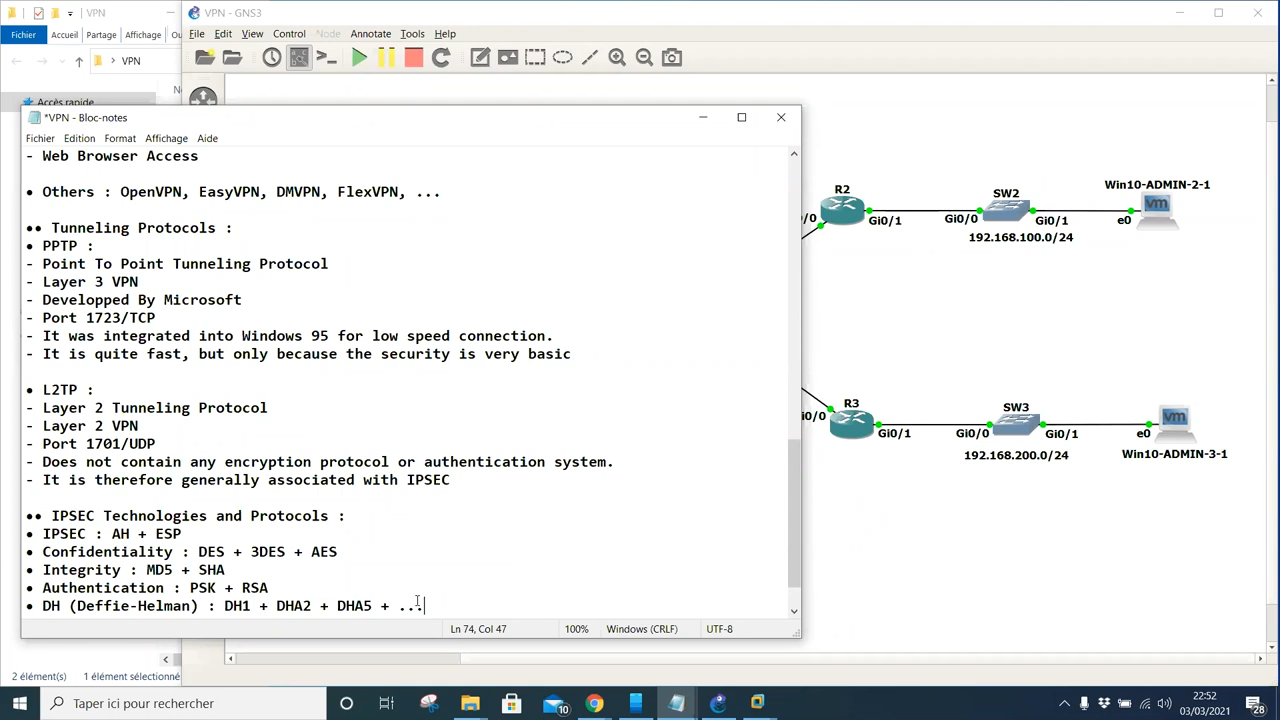 VPN
Fichier Accueil Partage Affichage Ou
VPN
Accès rapide
2 élément(s) 1 élément sélectionné
VPN - GNS3
File Edit View Control Node Annotate Tools Help
*VPN - Bloc-notes
Fichier Edition Format Affichage Aide
- Web Browser Access
• Others : OpenVPN, EasyVPN, DMVPN, FlexVPN, ...
•• Tunneling Protocols :
• PPTP :
- Point To Point Tunneling Protocol
- Layer 3 VPN
- Developped By Microsoft
- Port 1723/TCP
- It was integrated into Windows 95 for low speed connection.
- It is quite fast, but only because the security is very basic
• L2TP :
- Layer 2 Tunneling Protocol
- Layer 2 VPN
- Port 1701/UDP
- Does not contain any encryption protocol or authentication system.
- It is therefore generally associated with IPSEC
•• IPSEC Technologies and Protocols :
• IPSEC : AH + ESP
• Confidentiality : DES + 3DES + AES
• Integrity : MD5 + SHA
• Authentication : PSK + RSA
• DH (Deffie-Helman) : DH1 + DHA2 + DHA5 + ...
Ln 74, Col 47 100% Windows (CRLF) UTF-8
R2 SW2 Win10-ADMIN-2-1
/0 Gi0/1 Gi0/0 Gi0/1 e0
192.168.100.0/24
R3 SW3
i0/0 Gi0/1 Gi0/0 Gi0/1 e0
192.168.200.0/24 Win10-ADMIN-3-1
Taper ici pour rechercher
10
22:52
03/03/2021
28